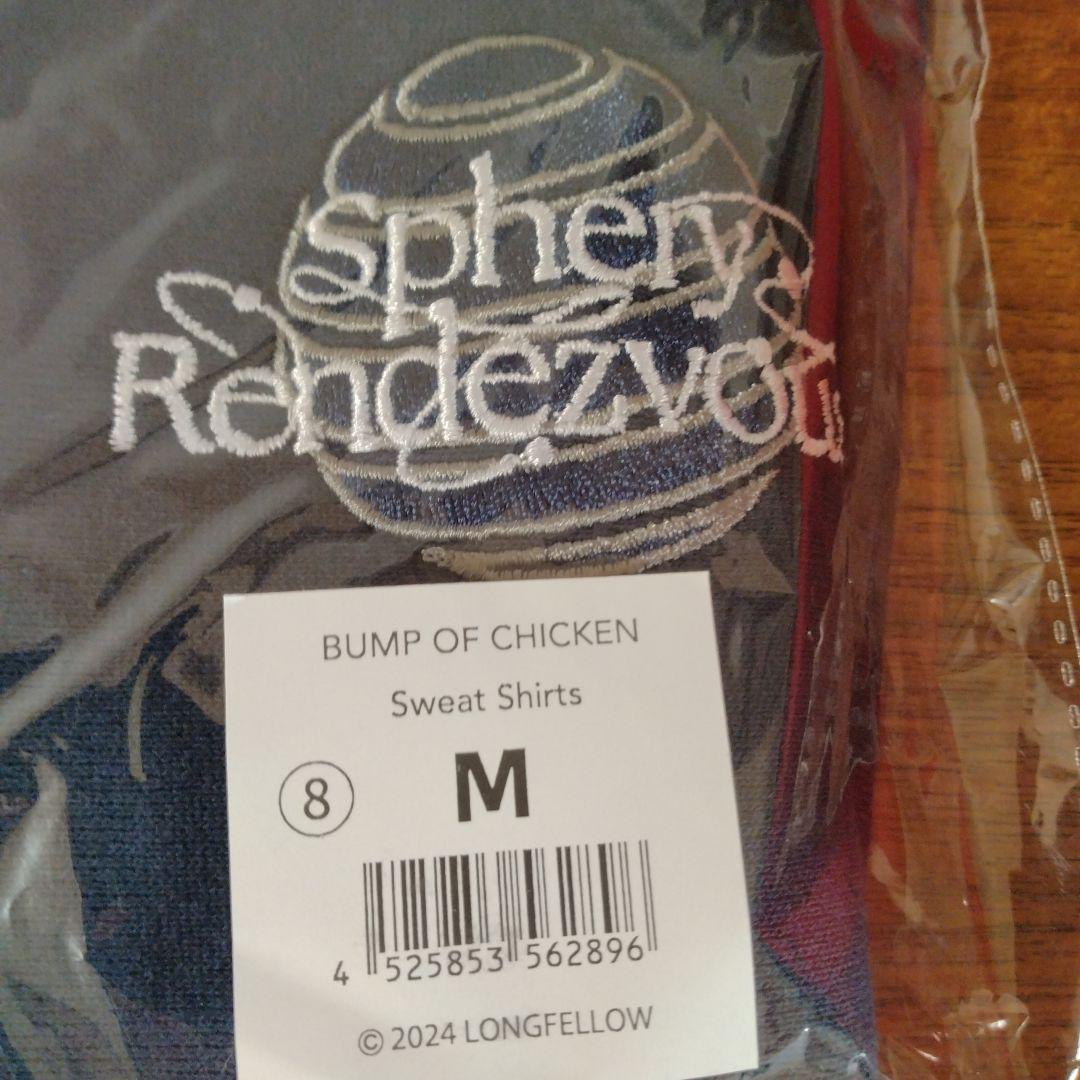 Sphery
Rendezvous
BUMP OF CHICKEN
Sweat Shirts
8
M
4 525853 562896
© 2024 LONGFELLOW